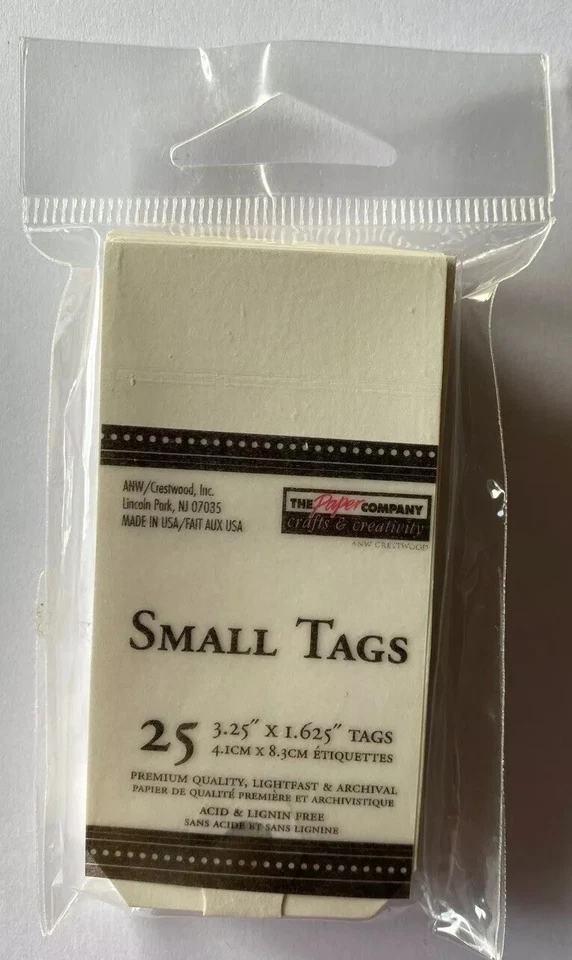 ANW/Crestwood, Inc.
Lincoln Park, NJ 07035
MADE IN USA/FAIT AUX USA
THE Paper COMPANY
crafts & creativity
ANW CRESTWOOD
SMALL TAGS
25 3.25" X 1.625" TAGS
4.1CM X 8.3CM ÉTIQUETTES
PREMIUM QUALITY, LIGHTFAST & ARCHIVAL
PAPIER DE QUALITÉ PREMIÈRE ET ARCHIVISTIQUE
ACID & LIGNIN FREE
SANS ACIDE ET SANS LIGNINE